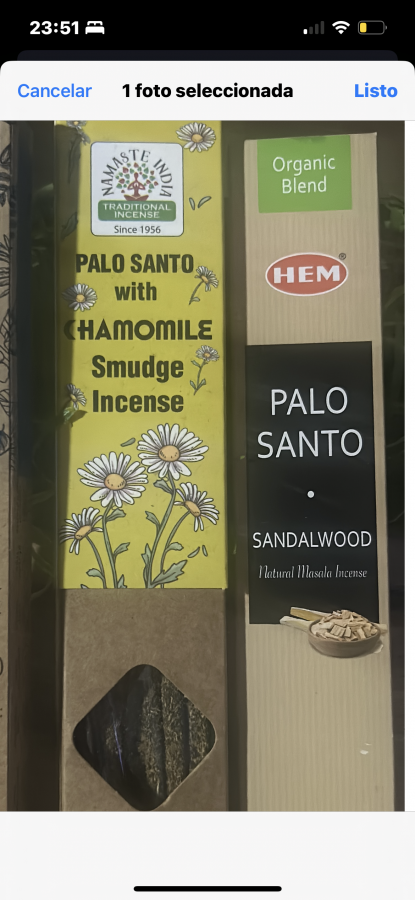 23:51
Cancelar 1 foto seleccionada Listo
NAMASTE INDIA
TRADITIONAL
INCENSE
Since 1956
PALO SANTO
with
CHAMOMILE
Smudge
Incense
Organic
Blend
HEM®
PALO
SANTO
SANDALWOOD
Natural Masala Incense